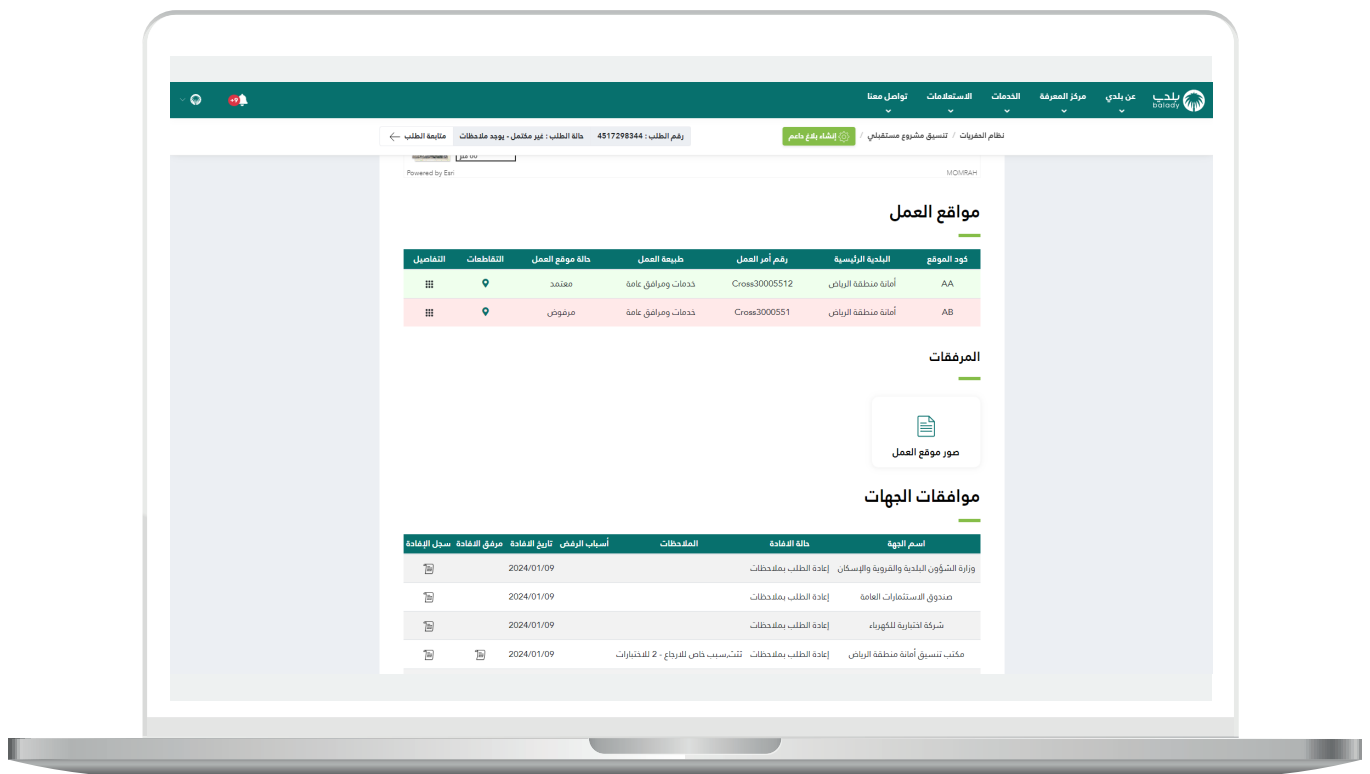 بلدي balady عن بلدي مركز المعرفة الخدمات الاستعلامات تواصل معنا +9
نظام الحفريات / تنسيق مشروع مستقبلي / إنشاء بلاغ داعم رقم الطلب : 4517298344 حالة الطلب : غير مكتمل - يوجد ملاحظات متابعة الطلب
MOMRAH Powered by Esri
مواقع العمل
كود الموقع البلدية الرئيسية رقم أمر العمل طبيعة العمل حالة موقع العمل التقاطعات التفاصيل
AA أمانة منطقة الرياض Cross30005512 خدمات ومرافق عامة معتمد
AB أمانة منطقة الرياض Cross3000551 خدمات ومرافق عامة مرفوض
المرفقات
صور موقع العمل
موافقات الجهات
اسم الجهة حالة الافادة الملاحظات أسباب الرفض تاريخ الافادة مرفق الافادة سجل الإفادة
وزارة الشؤون البلدية والقروية والإسكان إعادة الطلب بملاحظات 2024/01/09
صندوق الاستثمارات العامة إعادة الطلب بملاحظات 2024/01/09
شركة اختبارية للكهرباء إعادة الطلب بملاحظات 2024/01/09
مكتب تنسيق أمانة منطقة الرياض إعادة الطلب بملاحظات سبب خاص للارجاع - 2 للاختبارات 2024/01/09